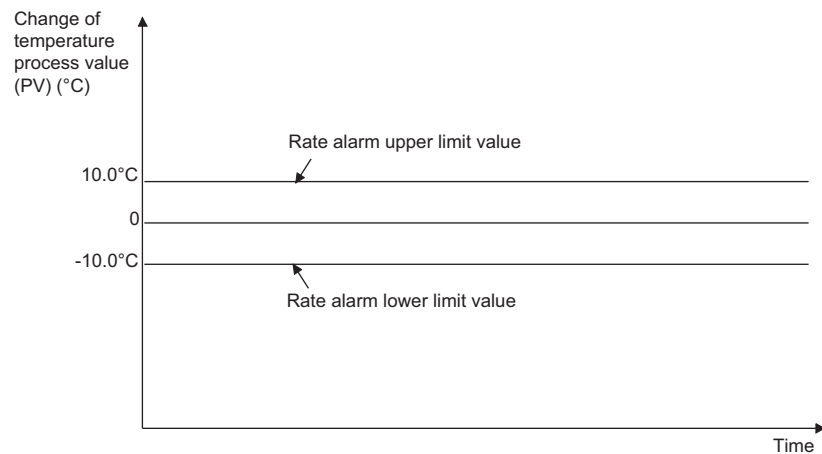 Change of
temperature
process value
(PV) (°C)
Rate alarm upper limit value
10.0°C
0
-10.0°C
Rate alarm lower limit value
Time